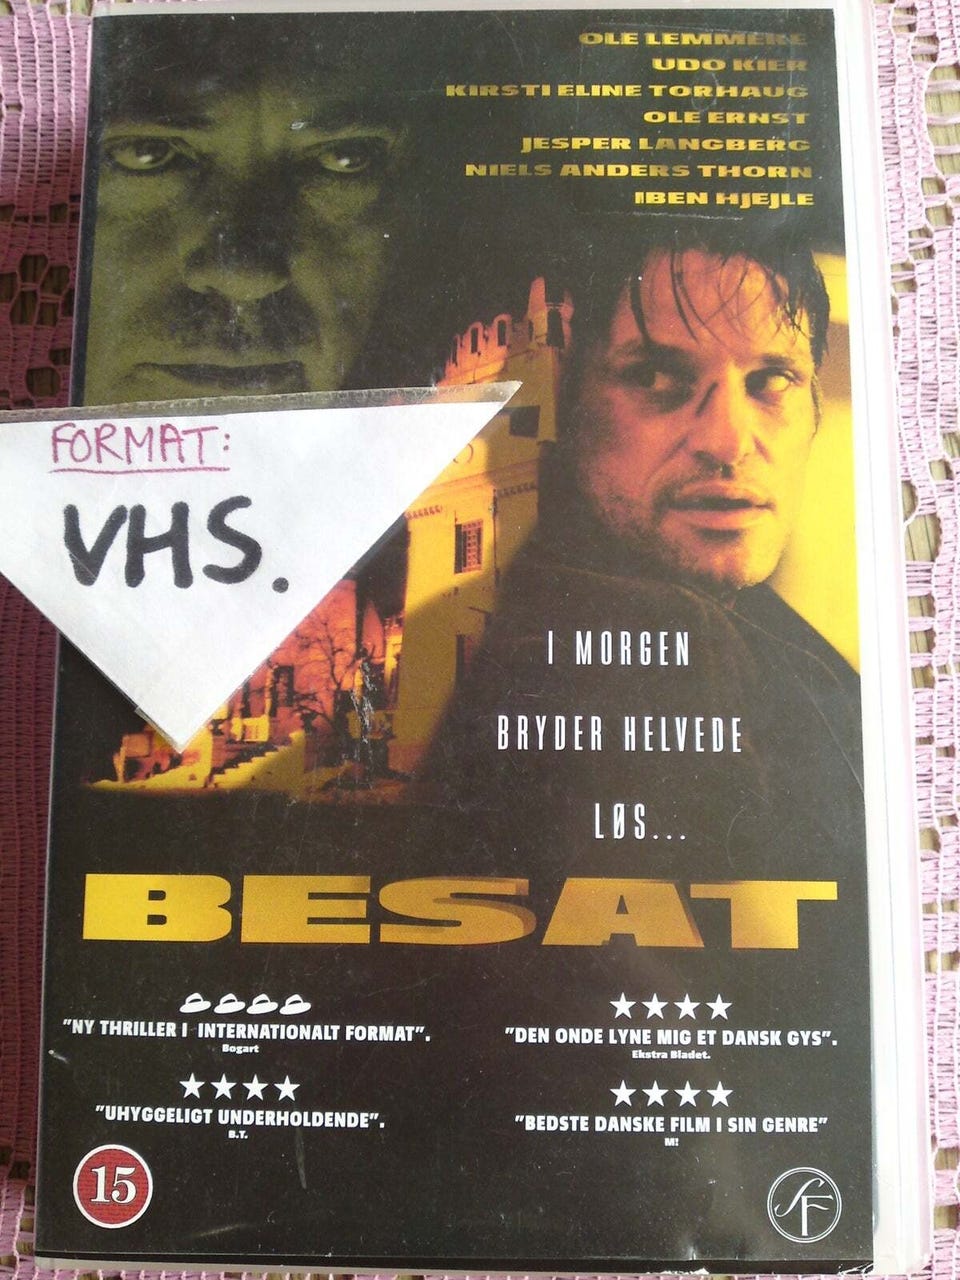 OLE LEMMEKE
UDO KIER
KIRSTI ELINE TORHAUG
OLE ERNST
JESPER LANGBERG
NIELS ANDERS THORN
IBEN HJEJLE
FORMAT:
VHS.
I MORGEN
BRYDER HELVEDE
LØS...
BESAT
"NY THRILLER I INTERNATIONALT FORMAT".
Bogart
"DEN ONDE LYNE MIG ET DANSK GYS".
Ekstra Bladet.
"UHYGGELIGT UNDERHOLDENDE".
B.T.
"BEDSTE DANSKE FILM I SIN GENRE"
M!
15
SF